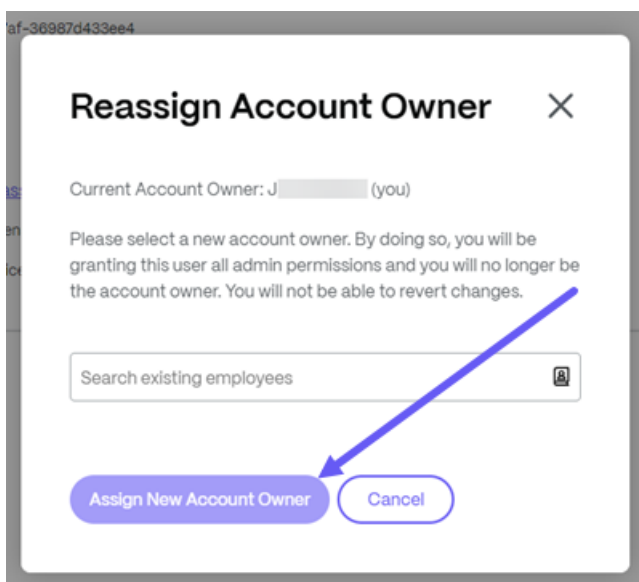 af-36987d433ee4
Reassign Account Owner
Current Account Owner: J (you)
Please select a new account owner. By doing so, you will be
granting this user all admin permissions and you will no longer be
the account owner. You will not be able to revert changes.
Search existing employees
Assign New Account Owner
Cancel